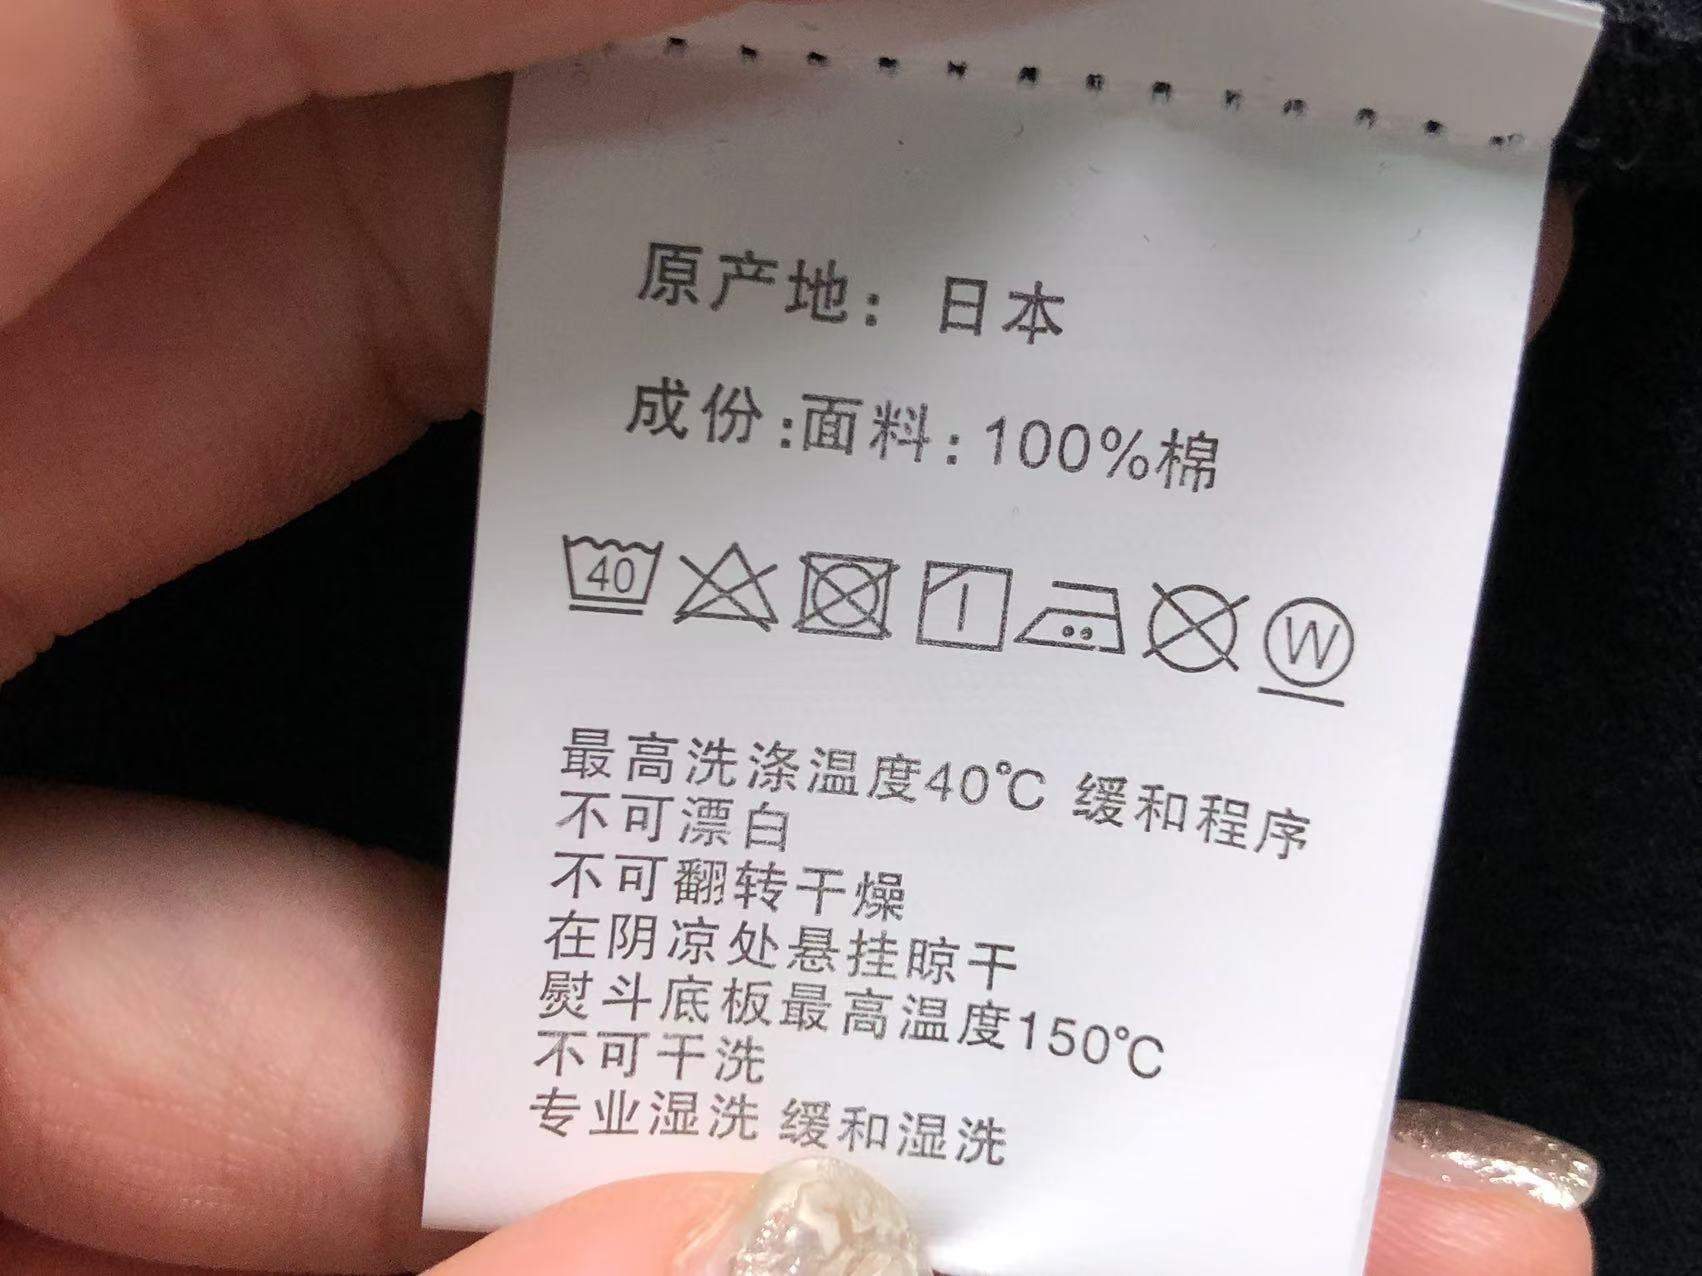 原产地：日本
成份：面料：100%棉
40 W
最高洗涤温度40℃ 缓和程序
不可漂白
不可翻转干燥
在阴凉处悬挂晾干
熨斗底板最高温度150℃
不可干洗
专业湿洗 缓和湿洗